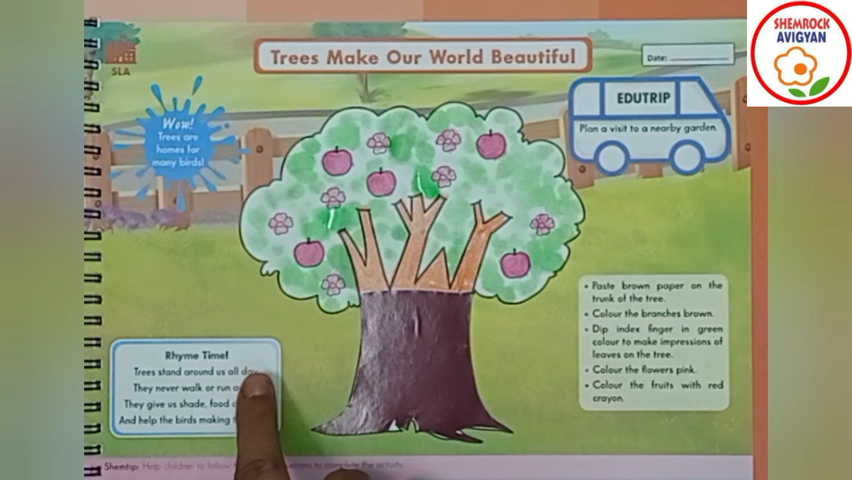 SHEMROCK
AVIGYAN
SLA
Trees Make Our World Beautiful
Date:
Wow!
Trees are
homes for
many birds!
EDUTRIP
Plan a visit to a nearby garden.
• Paste brown paper on the
trunk of the tree.
• Colour the branches brown.
• Dip index finger in green
colour to make impressions of
leaves on the tree.
• Colour the flowers pink.
• Colour the fruits with red
crayon.
Rhyme Time!
Trees stand around us all day
They never walk or run
They give us shade, food
And help the birds making
Shemtip: Help children to follow to complete the activity.